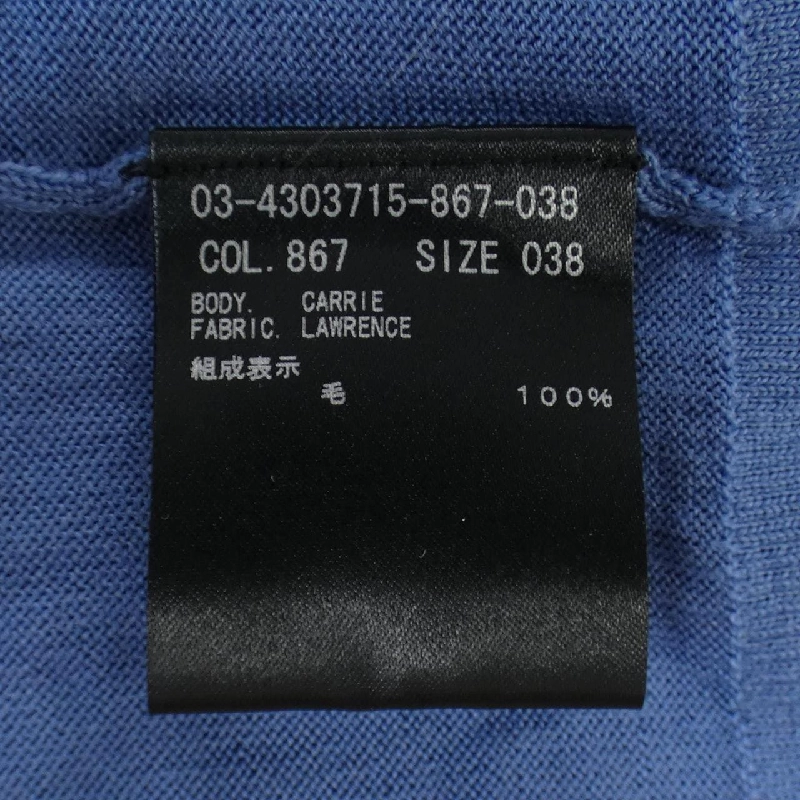 03-4303715-867-038
COL. 867 SIZE 038
BODY. CARRIE
FABRIC. LAWRENCE
組成表示
毛 100%